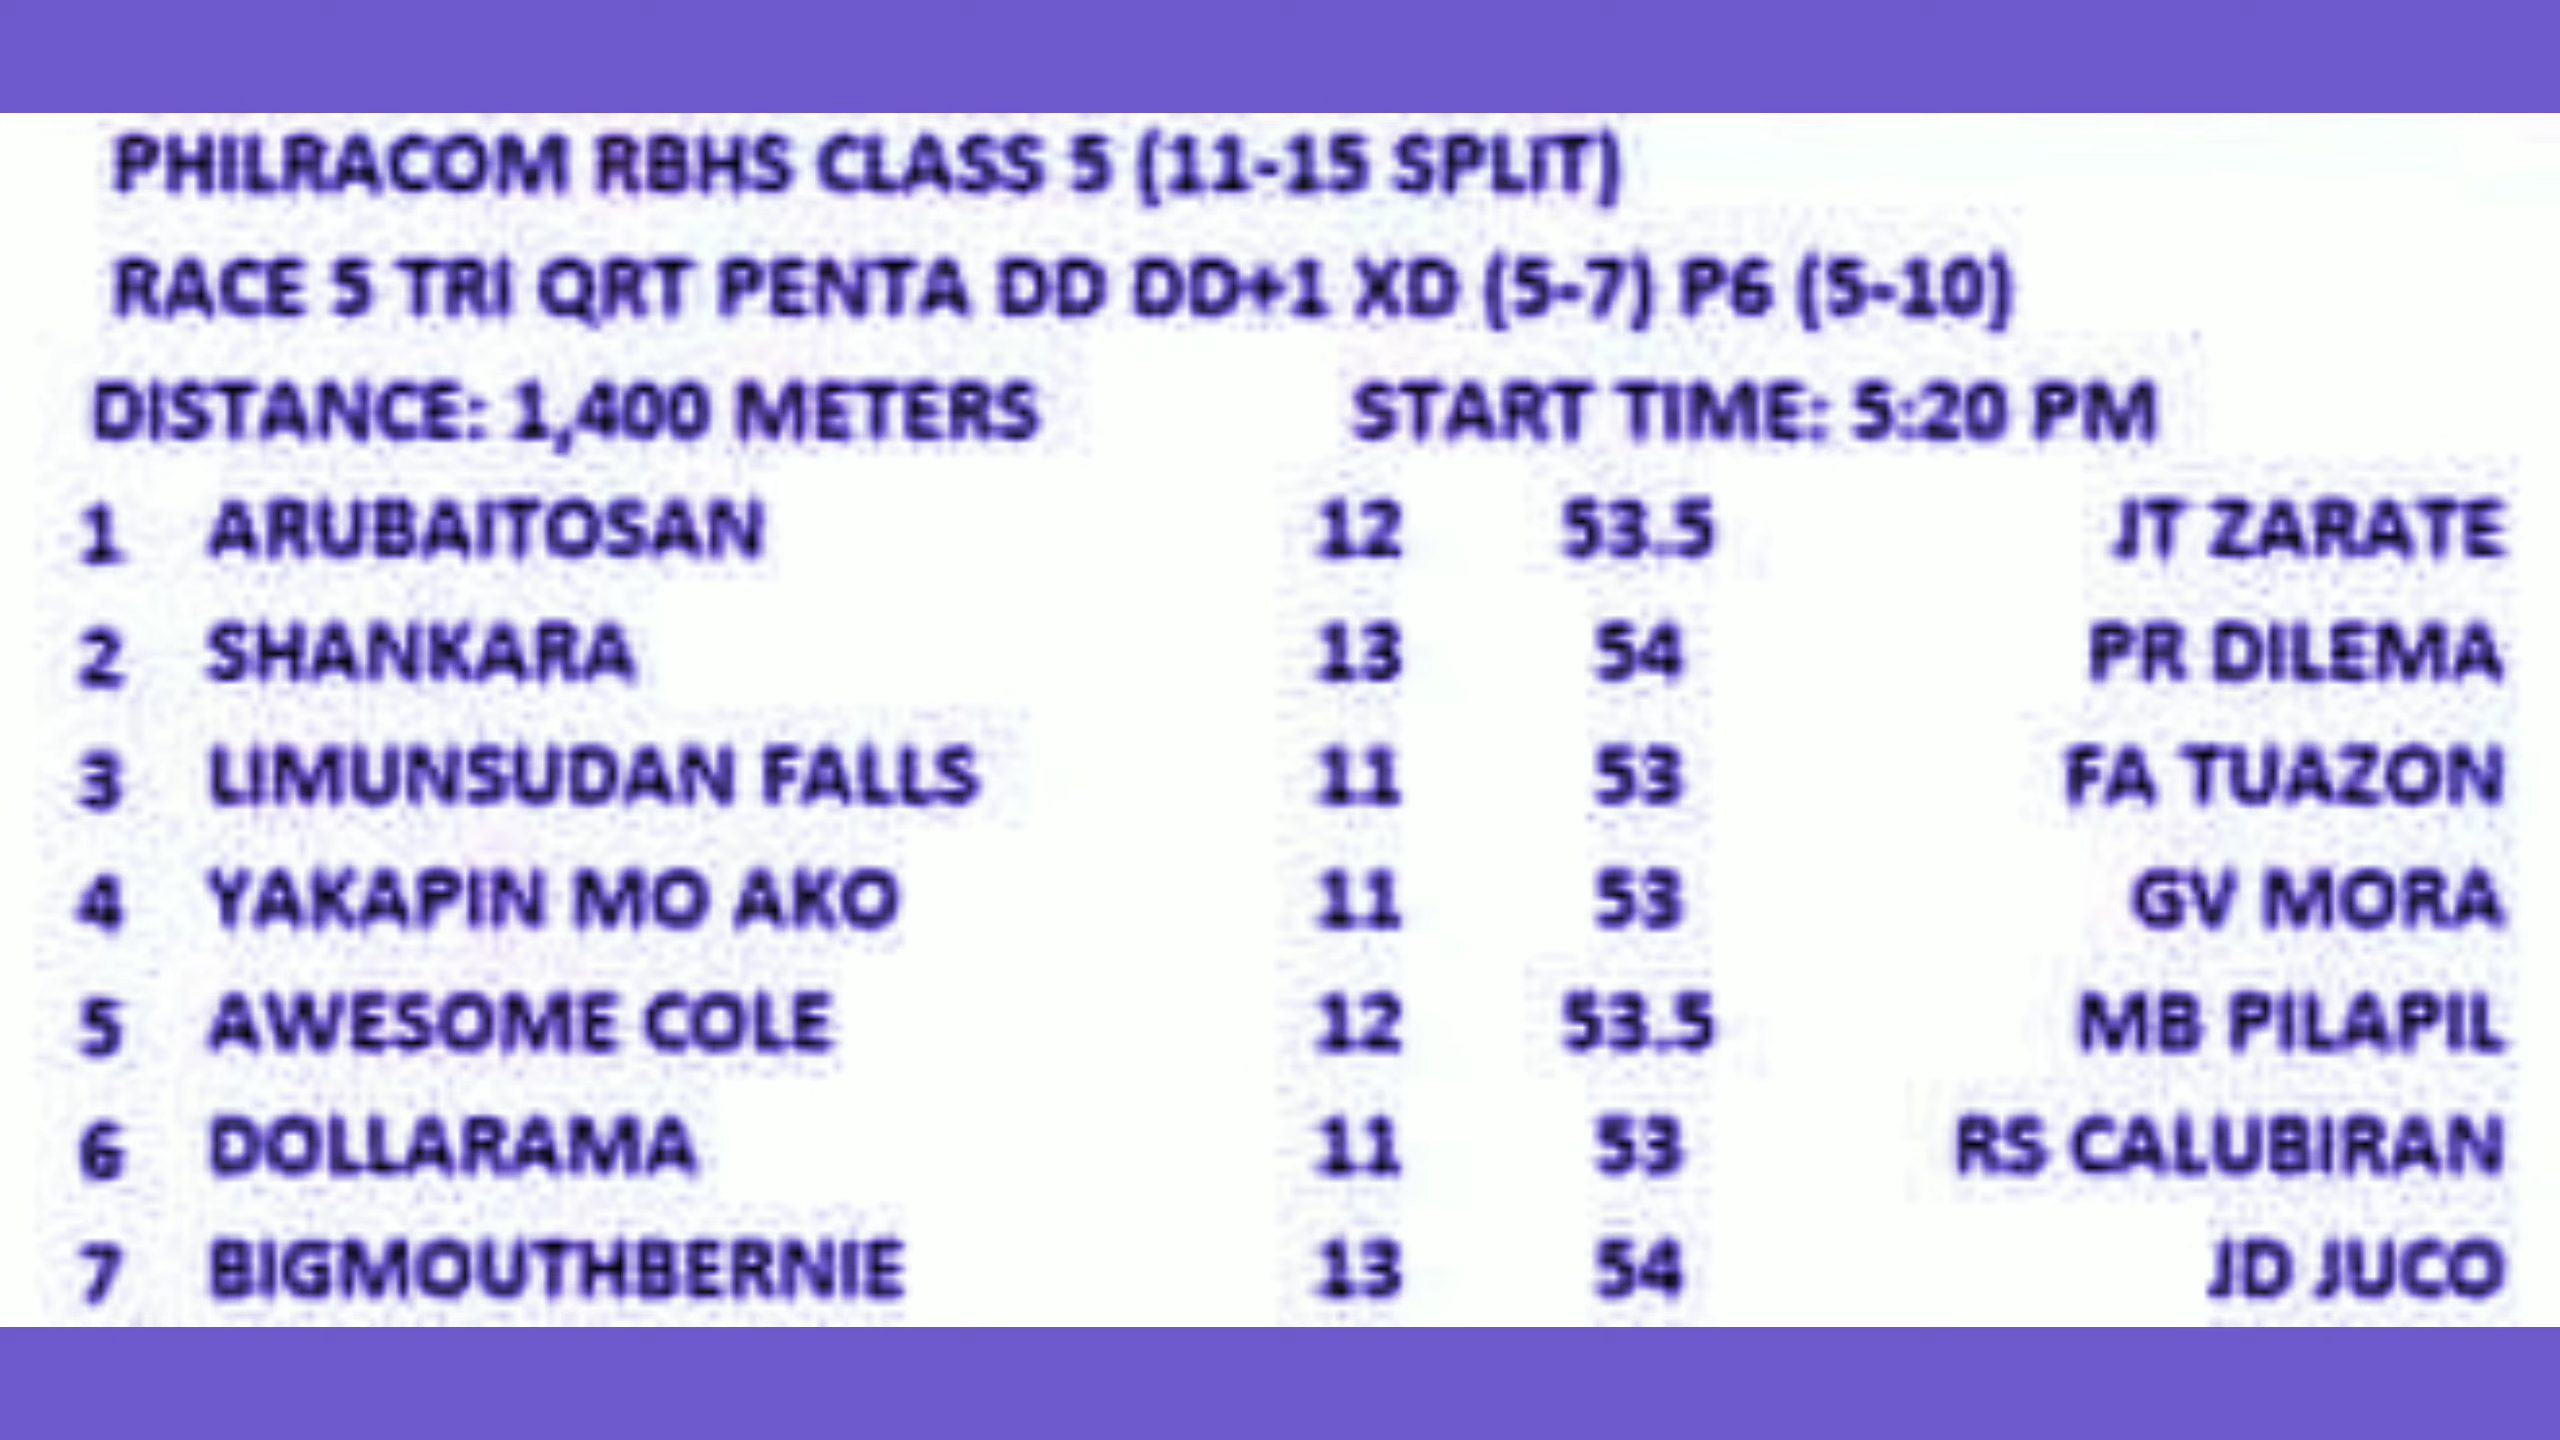 PHILRACOM RBHS CLASS 5 (11-15 SPLIT)
RACE 5 TRI QRT PENTA DD DD+1 XD (5-7) P6 (5-10)
DISTANCE: 1,400 METERS START TIME: 5:20 PM
1 ARUBAITOSAN 12 53.5 JT ZARATE
2 SHANKARA 13 54 PR DILEMA
3 LIMUNSUDAN FALLS 11 53 FA TUAZON
4 YAKAPIN MO AKO 11 53 GV MORA
5 AWESOME COLE 12 53.5 MB PILAPIL
6 DOLLARAMA 11 53 RS CALUBIRAN
7 BIGMOUTHBERNIE 13 54 JD JUCO